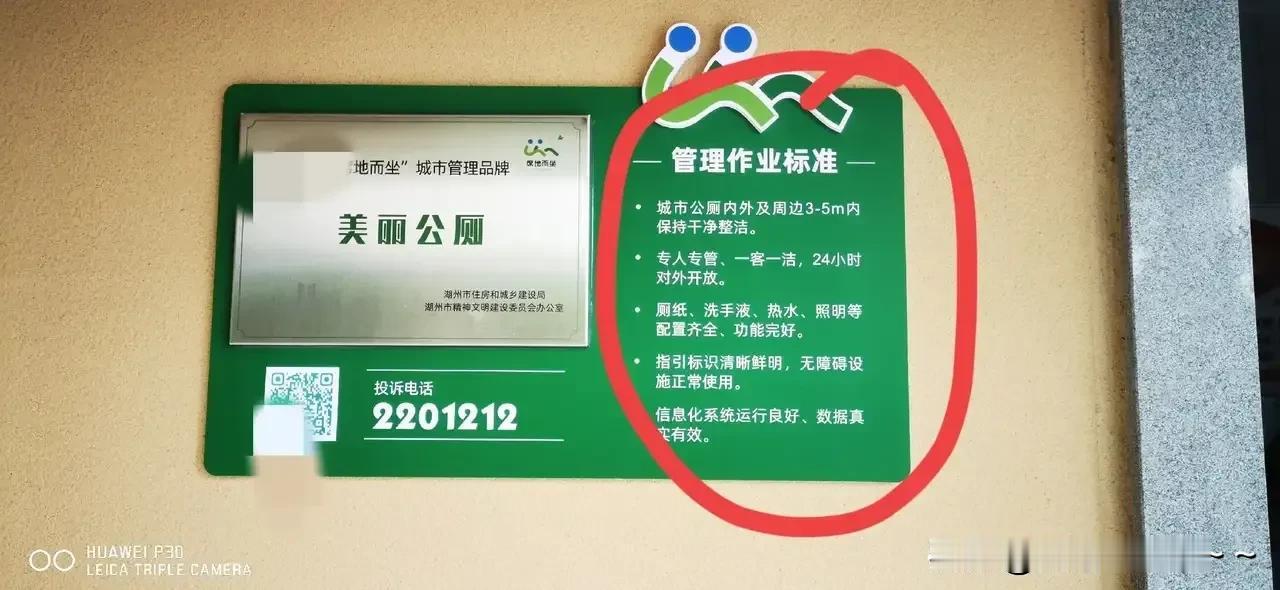 地而坐”城市管理品牌
席地而坐
美丽公厕
湖州市住房和城乡建设局
湖州市精神文明建设委员会办公室
投诉电话
2201212
管理作业标准
• 城市公厕内外及周边3-5m内
保持干净整洁。
• 专人专管、一客一洁，24小时
对外开放。
• 厕纸、洗手液、热水、照明等
配置齐全、功能完好。
• 指引标识清晰鲜明，无障碍设
施正常使用。
信息化系统运行良好、数据真
实有效。
HUAWEI P30
LEICA TRIPLE CAMERA